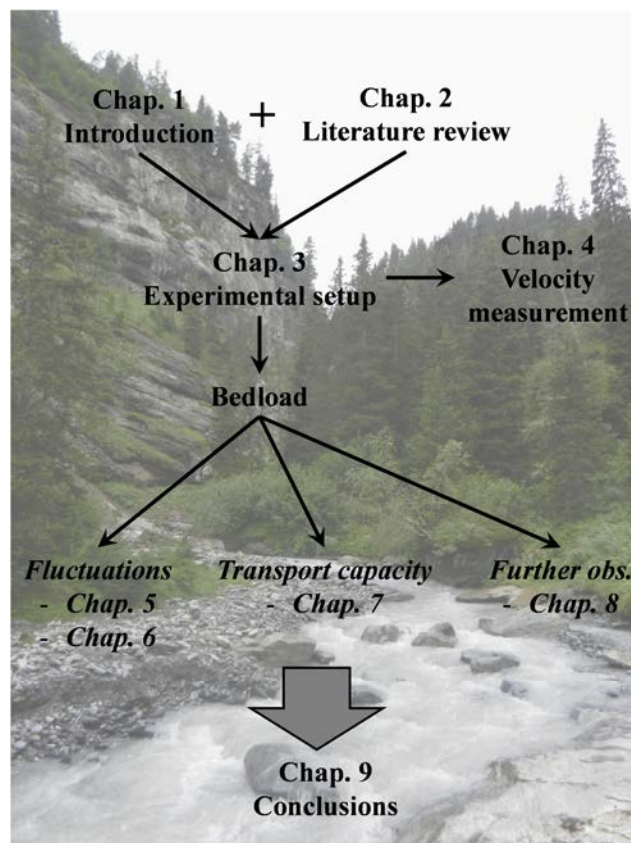 Chap. 1
Introduction
+
Chap. 2
Literature review
Chap. 3
Experimental setup
Chap. 4
Velocity
measurement
Bedload
Fluctuations
- Chap. 5
- Chap. 6
Transport capacity
- Chap. 7
Further obs.
- Chap. 8
Chap. 9
Conclusions